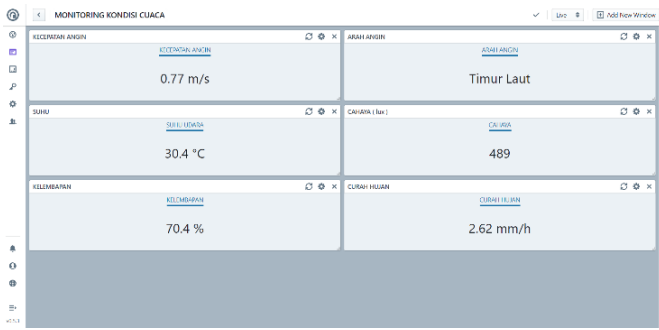 MONITORING KONDISI CUACA
Live
Add New Window
KECEPATAN ANGIN
KECEPATAN ANGIN
0.77 m/s
ARAH ANGIN
ARAH ANGIN
Timur Laut
SUHU
SUHU UDARA
30.4 °C
CAHAYA ( lux )
CAHAYA
489
KELEMBAPAN
KELEMBAPAN
70.4 %
CURAH HUJAN
CURAH HUJAN
2.62 mm/h